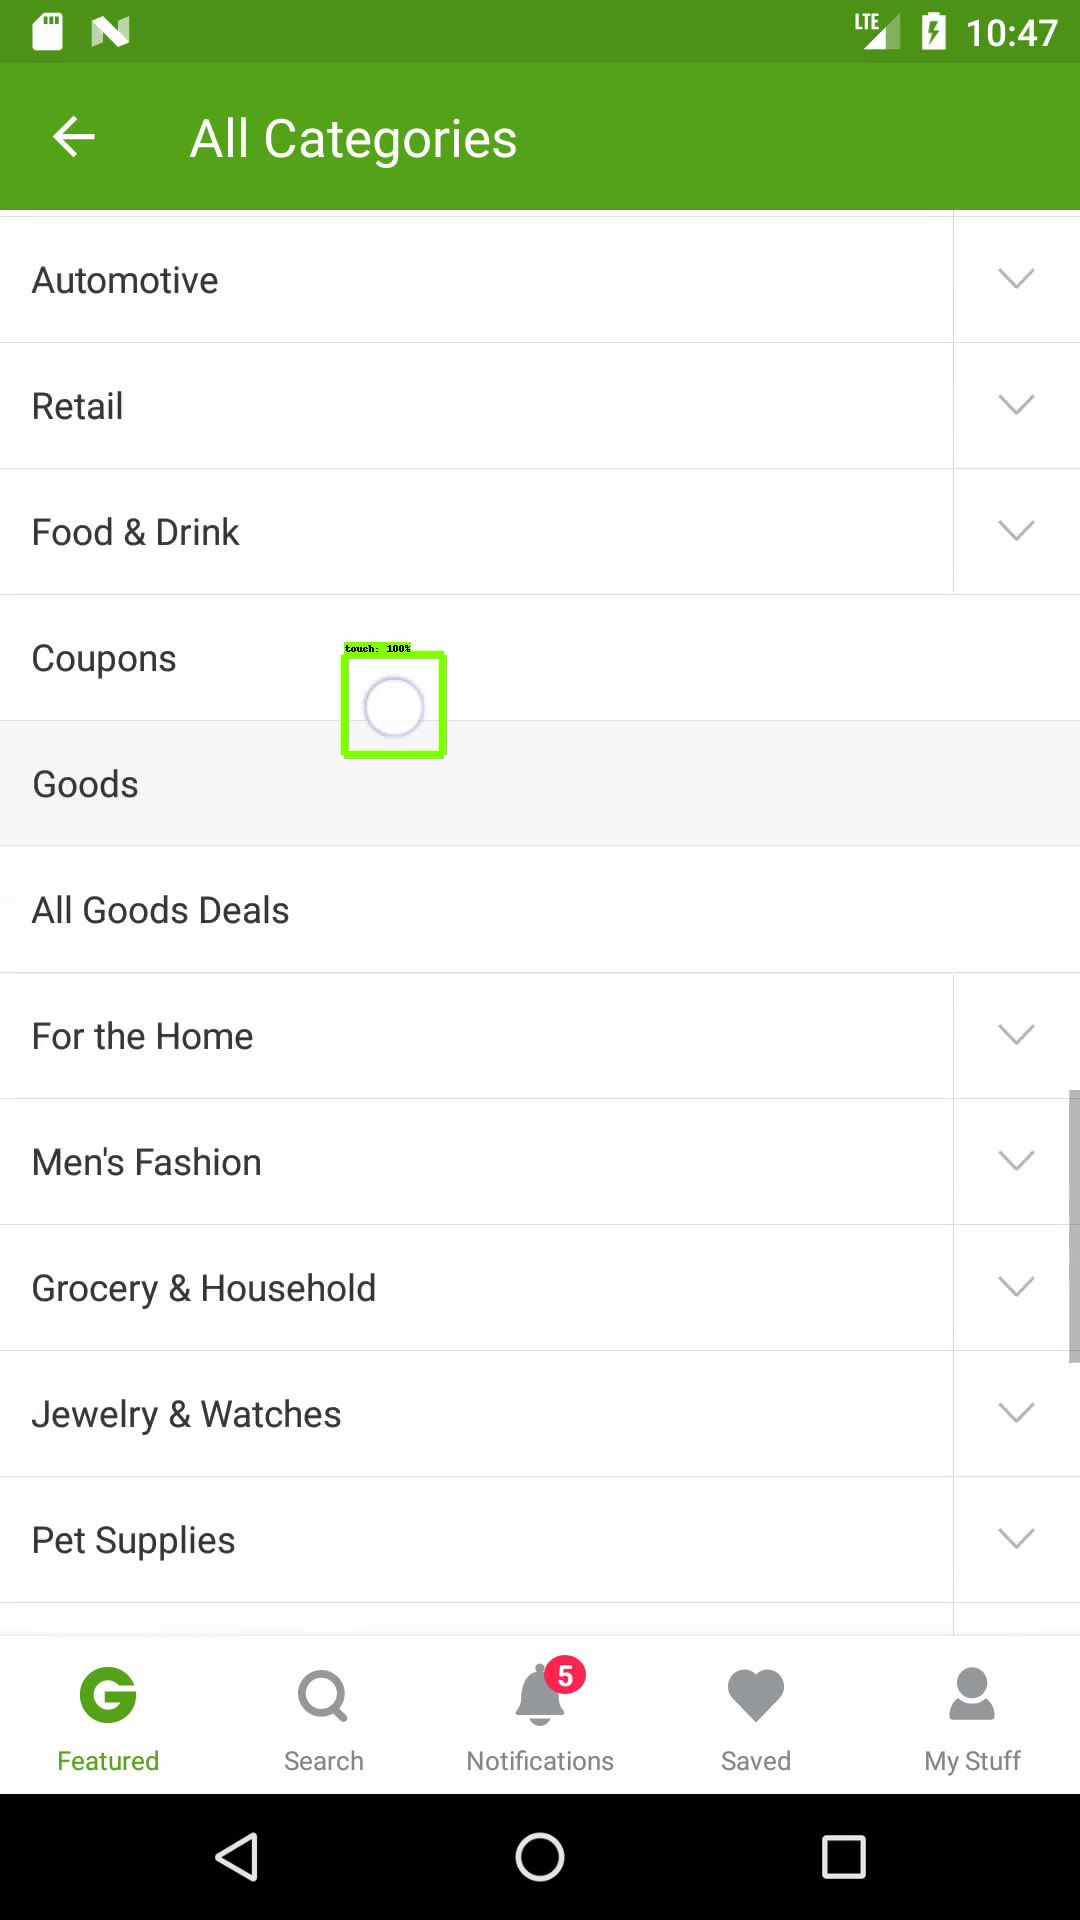 LTE 10:47
All Categories
Automotive
Retail
Food & Drink
touch: 100%
Coupons
Goods
All Goods Deals
For the Home
Men's Fashion
Grocery & Household
Jewelry & Watches
Pet Supplies
5
Featured Search Notifications Saved My Stuff